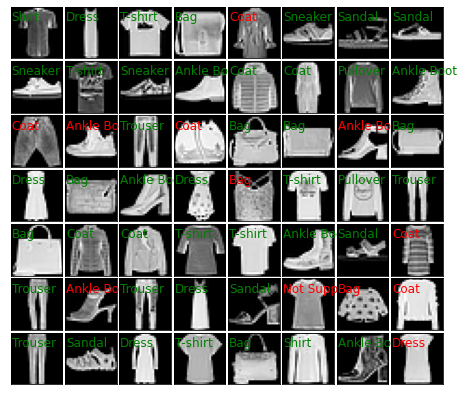 Shirt Dress T-shirt Bag Coat Sneaker Sandal Sandal
Sneaker T-shirt Sneaker Ankle Bo Coat Coat Pullover Ankle Boot
Coat Ankle Bo Trouser Coat Bag Bag Ankle Bo Bag
Dress Bag Ankle Bo Dress Bag T-shirt Pullover Trouser
Bag Coat Coat T-shirt T-shirt Ankle Bo Sandal Coat
Trouser Ankle Bo Trouser Dress Sandal Not Supp Bag Coat
Trouser Sandal Dress T-shirt Bag Shirt Ankle Bo Dress